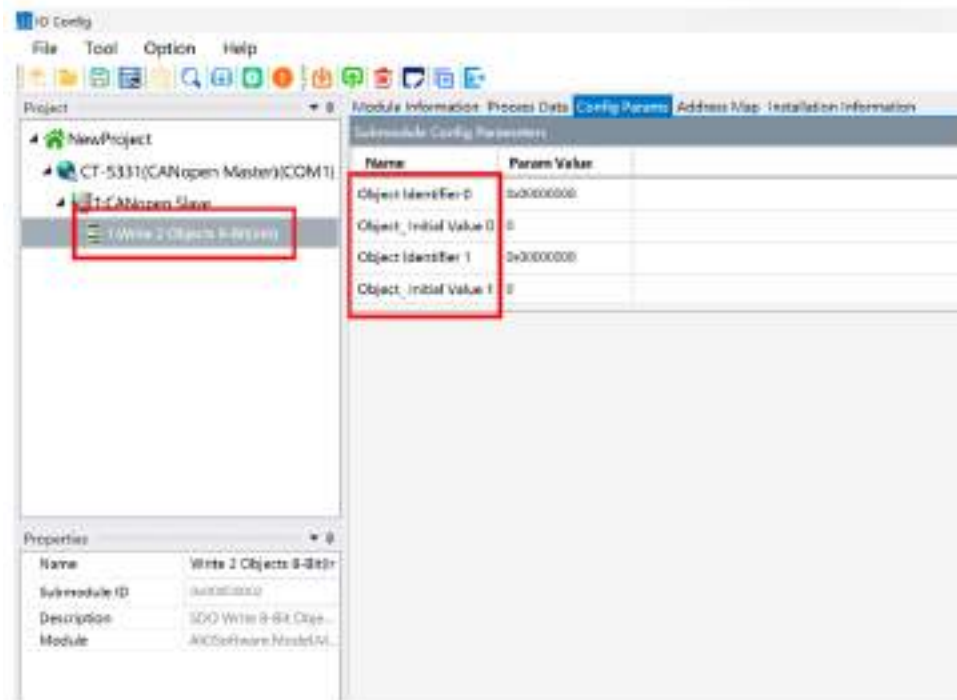 IO Config
File Tool Option Help
Project
Module Information Process Data Config Params Address Map Installation Information
NewProject
Submodule Config Parameters
CT-5331(CANopen Master)(COM1)
Name Param Value
1:CANopen Slave
Object Identifier 0 0x00000000
Object_Initial Value 0 0
Object Identifier 1 0x00000000
Object_Initial Value 1 0
1:Write 2 Objects 8-Bit(Init)
Properties
Name Write 2 Objects 8-Bit(Ir
Submodule ID
Description SDO Write 8-Bit Obje...
Module